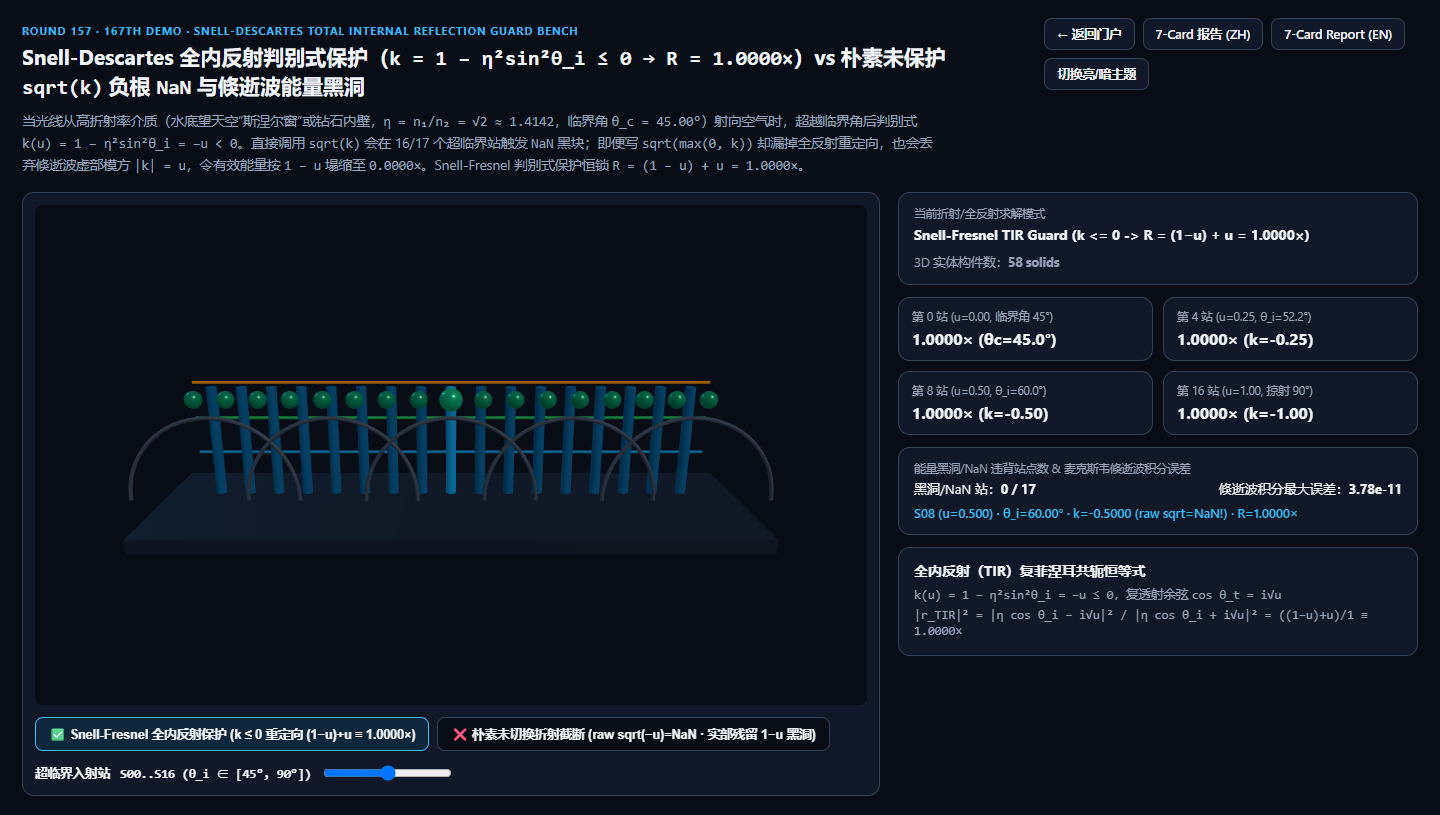 ROUND 157 · 167TH DEMO · SNELL-DESCARTES TOTAL INTERNAL REFLECTION GUARD BENCH
Snell-Descartes 全内反射判别式保护（k = 1 − η²sin²θ_i ≤ 0 → R = 1.0000×）vs 朴素未保护
sqrt(k) 负根 NaN 与倏逝波能量黑洞
当光线从高折射率介质（水底望天空“斯涅尔窗”或钻石内壁，η = n₁/n₂ = √2 ≈ 1.4142，临界角 θ_c = 45.00°）射向空气时，超越临界角后判别式
k(u) = 1 − η²sin²θ_i = −u < 0。直接调用 sqrt(k) 会在 16/17 个超临界站触发 NaN 黑块；即便写 sqrt(max(0, k)) 却漏掉全反射重定向，也会丢
弃倏逝波虚部模方 |k| = u，令有效能量按 1 − u 塌缩至 0.0000×。Snell-Fresnel 判别式保护恒锁 R = (1 − u) + u = 1.0000×。
← 返回门户
7-Card 报告 (ZH)
7-Card Report (EN)
切换亮/暗主题
当前折射/全反射求解模式
Snell-Fresnel TIR Guard (k <= 0 -> R = (1−u) + u = 1.0000×)
3D 实体构件数：58 solids
第 0 站 (u=0.00, 临界角 45°)
1.0000× (θc=45.0°)
第 4 站 (u=0.25, θ_i=52.2°)
1.0000× (k=-0.25)
第 8 站 (u=0.50, θ_i=60.0°)
1.0000× (k=-0.50)
第 16 站 (u=1.00, 掠射 90°)
1.0000× (k=-1.00)
能量黑洞/NaN 违背站点数 & 麦克斯韦倏逝波积分误差
黑洞/NaN 站：0 / 17
倏逝波积分最大误差：3.78e-11
S08 (u=0.500) · θ_i=60.00° · k=-0.5000 (raw sqrt=NaN!) · R=1.0000×
全内反射（TIR）复菲涅耳共轭恒等式
k(u) = 1 − η²sin²θ_i = −u ≤ 0，复透射余弦 cos θ_t = i√u
|r_TIR|² = |η cos θ_i − i√u|² / |η cos θ_i + i√u|² = ((1−u)+u)/1 ≡
1.0000×
✅ Snell-Fresnel 全内反射保护 (k ≤ 0 重定向 (1−u)+u ≡ 1.0000×)
❌ 朴素未切换折射截断 (raw sqrt(−u)=NaN · 实部残留 1−u 黑洞)
超临界入射站 S00..S16 (θ_i ∈ [45°, 90°])